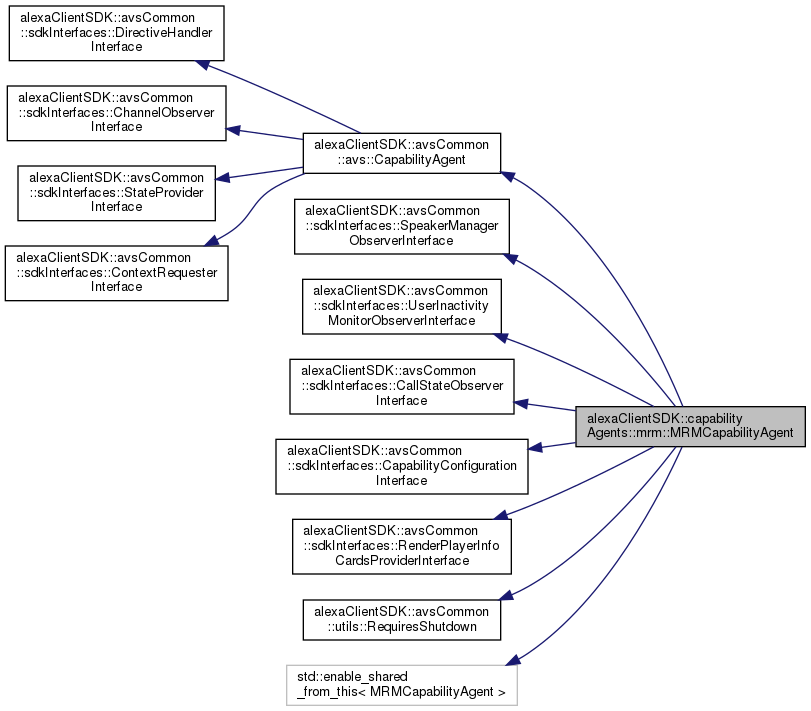 alexaClientSDK::avsCommon
::sdkInterfaces::DirectiveHandler
Interface
alexaClientSDK::avsCommon
::sdkInterfaces::ChannelObserver
Interface
alexaClientSDK::avsCommon
::sdkInterfaces::StateProvider
Interface
alexaClientSDK::avsCommon
::sdkInterfaces::ContextRequester
Interface
alexaClientSDK::avsCommon
::avs::CapabilityAgent
alexaClientSDK::avsCommon
::sdkInterfaces::SpeakerManager
ObserverInterface
alexaClientSDK::avsCommon
::sdkInterfaces::UserInactivity
MonitorObserverInterface
alexaClientSDK::avsCommon
::sdkInterfaces::CallStateObserver
Interface
alexaClientSDK::avsCommon
::sdkInterfaces::CapabilityConfiguration
Interface
alexaClientSDK::avsCommon
::sdkInterfaces::RenderPlayerInfo
CardsProviderInterface
alexaClientSDK::avsCommon
::utils::RequiresShutdown
std::enable_shared
_from_this< MRMCapabilityAgent >
alexaClientSDK::capability
Agents::mrm::MRMCapabilityAgent